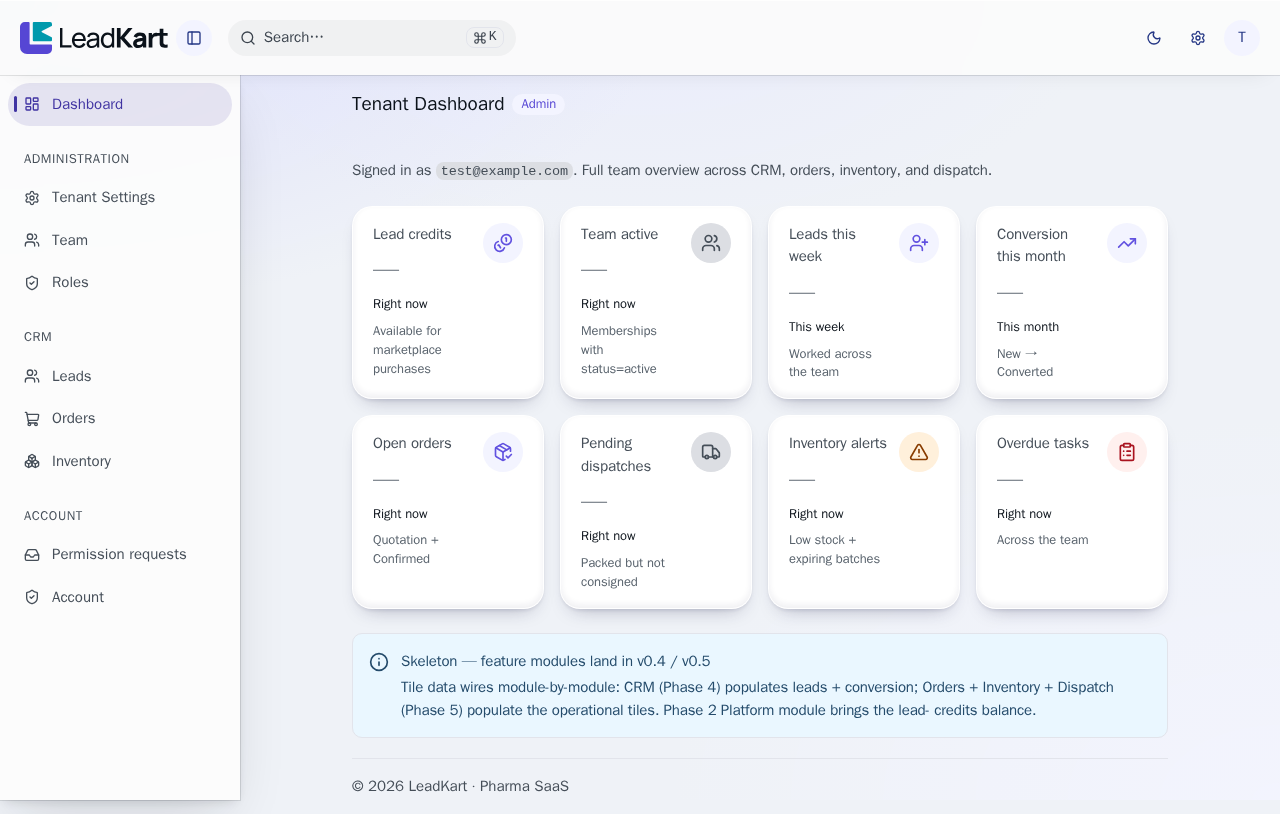 LeadKart
Search…
⌘K
T
Dashboard
ADMINISTRATION
Tenant Settings
Team
Roles
CRM
Leads
Orders
Inventory
ACCOUNT
Permission requests
Account
Tenant Dashboard Admin
Signed in as test@example.com. Full team overview across CRM, orders, inventory, and dispatch.
Lead credits
—
Right now
Available for
marketplace
purchases
Team active
—
Right now
Memberships
with
status=active
Leads this
week
—
This week
Worked across
the team
Conversion
this month
—
This month
New →
Converted
Open orders
—
Right now
Quotation +
Confirmed
Pending
dispatches
—
Right now
Packed but not
consigned
Inventory alerts
—
Right now
Low stock +
expiring batches
Overdue tasks
—
Right now
Across the team
Skeleton — feature modules land in v0.4 / v0.5
Tile data wires module-by-module: CRM (Phase 4) populates leads + conversion; Orders + Inventory + Dispatch
(Phase 5) populate the operational tiles. Phase 2 Platform module brings the lead- credits balance.
© 2026 LeadKart · Pharma SaaS